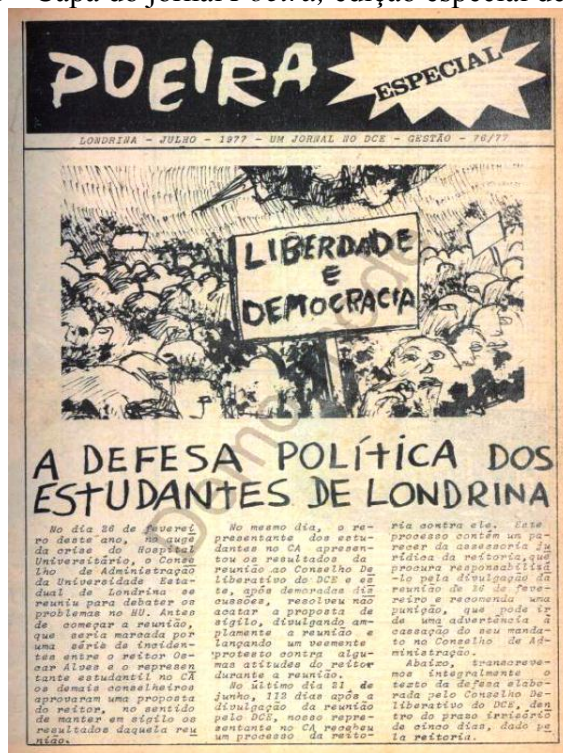 Capa do jornal Poeira, edição especial de
POEIRA
ESPECIAL
LONDRINA - JULHO - 1977 - UM JORNAL NO DCE - GESTÃO - 76/77
LIBERDADE
E
DEMOCRACIA
A DEFESA POLÍTICA DOS
ESTUDANTES DE LONDRINA
No dia 26 de feverei
ro deste ano, no auge
da crise do Hospital
Universitário, o Conse
lho de Administração
da Universidade Esta-
dual de Londrina se
reuniu para debater os
problemas no HU. Antes
de começar a reunião,
que seria marcada por
uma série de inciden-
tes entre o reitor Os-
car Alves e o represen
tante estudantil no CA
os demais conselheiros
aprovaram uma proposta
do reitor, no sentido
de manter em sigilo os
resultados daquela reu
nião.
No mesmo dia, o re-
presentante dos estu-
dantes no CA apresen-
tou os resultados da
reunião ao Conselho De
liberativo do DCE e es
te, após demoradas dis
cussões, resolveu não
acatar a proposta de
sigilo, divulgando am-
plamente a reunião e
lançando um veemente
protesto contra algu-
mas atitudes do reitor
durante a reunião.
No último dia 21 de
junho, 113 dias após a
divulgação da reunião
pelo DCE, nosso repre-
sentante no CA recebeu
um processo da reito-
ria contra ele. Este
processo contém um pa-
recer da assessoria ju
rídica da reitoria, que
procura responsabilizá
-lo pela divulgação da
reunião de 26 de feve-
reiro e recomenda uma
punição, que pode ir
de uma advertência à
cassação do seu manda-
to no Conselho de Ad-
ministração.
Abaixo, transcreve-
mos integralmente o
texto da defesa elabo-
rada pelo Conselho De-
liberativo do DCE, den
tro do prazo irrisório
de cinco dias, dado pe
la reitoria.